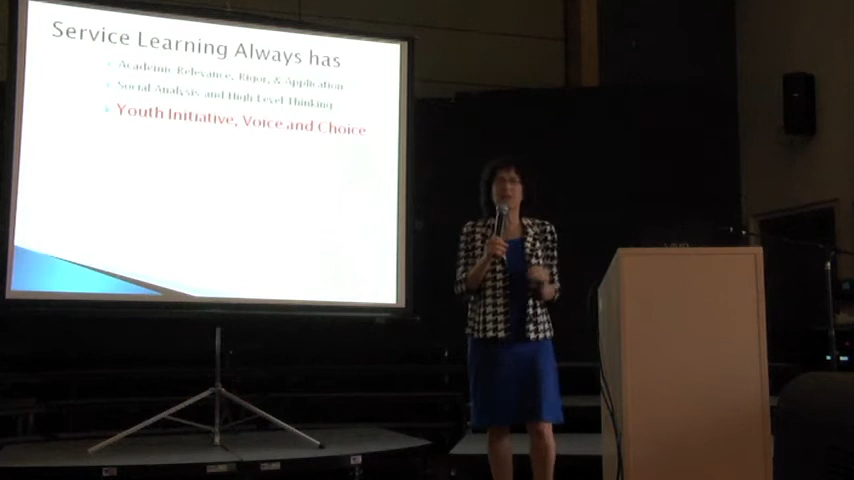 Service Learning Always has
Academic Relevance, Rigor, & Application
Social Analysis and High Level Thinking
Youth Initiative, Voice and Choice